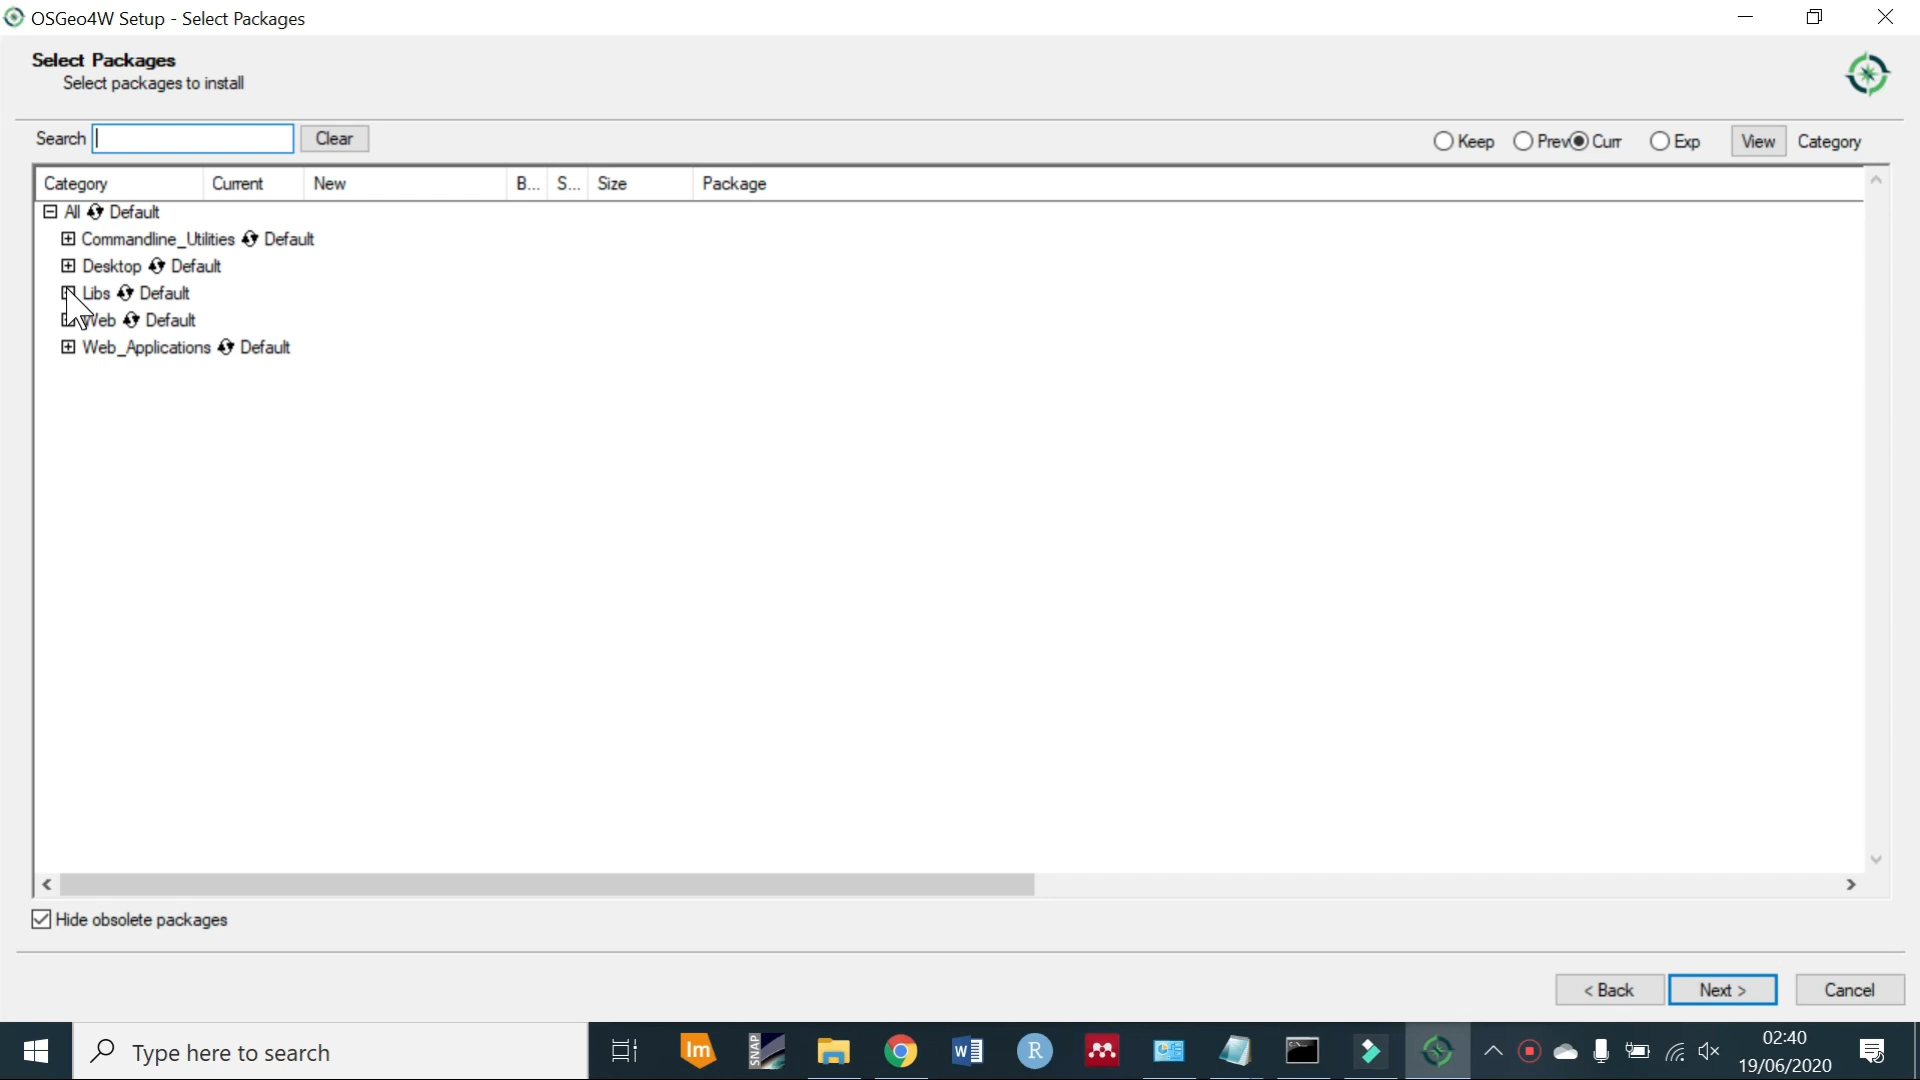 OSGeo4W Setup - Select Packages
Select Packages
Select packages to install
Search Clear Keep Prev Curr Exp View Category
Category Current New B... S... Size Package
All Default
Commandline_Utilities Default
Desktop Default
Libs Default
Web Default
Web_Applications Default
Hide obsolete packages
< Back Next > Cancel
Type here to search
Im
SNAP
W
R
02:40
19/06/2020